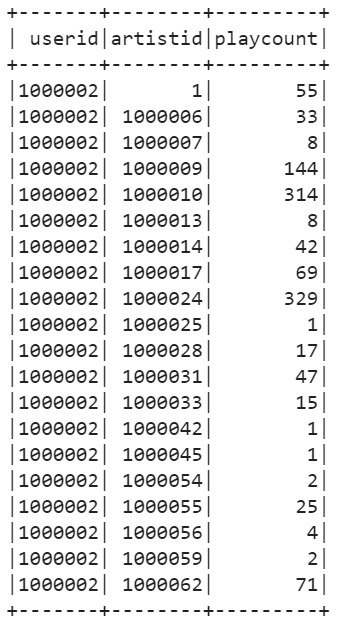 +-------+--------+---------+
| userid|artistid|playcount|
+-------+--------+---------+
|1000002|       1|       55|
|1000002| 1000006|       33|
|1000002| 1000007|        8|
|1000002| 1000009|      144|
|1000002| 1000010|      314|
|1000002| 1000013|        8|
|1000002| 1000014|       42|
|1000002| 1000017|       69|
|1000002| 1000024|      329|
|1000002| 1000025|        1|
|1000002| 1000028|       17|
|1000002| 1000031|       47|
|1000002| 1000033|       15|
|1000002| 1000042|        1|
|1000002| 1000045|        1|
|1000002| 1000054|        2|
|1000002| 1000055|       25|
|1000002| 1000056|        4|
|1000002| 1000059|        2|
|1000002| 1000062|       71|
+-------+--------+---------+